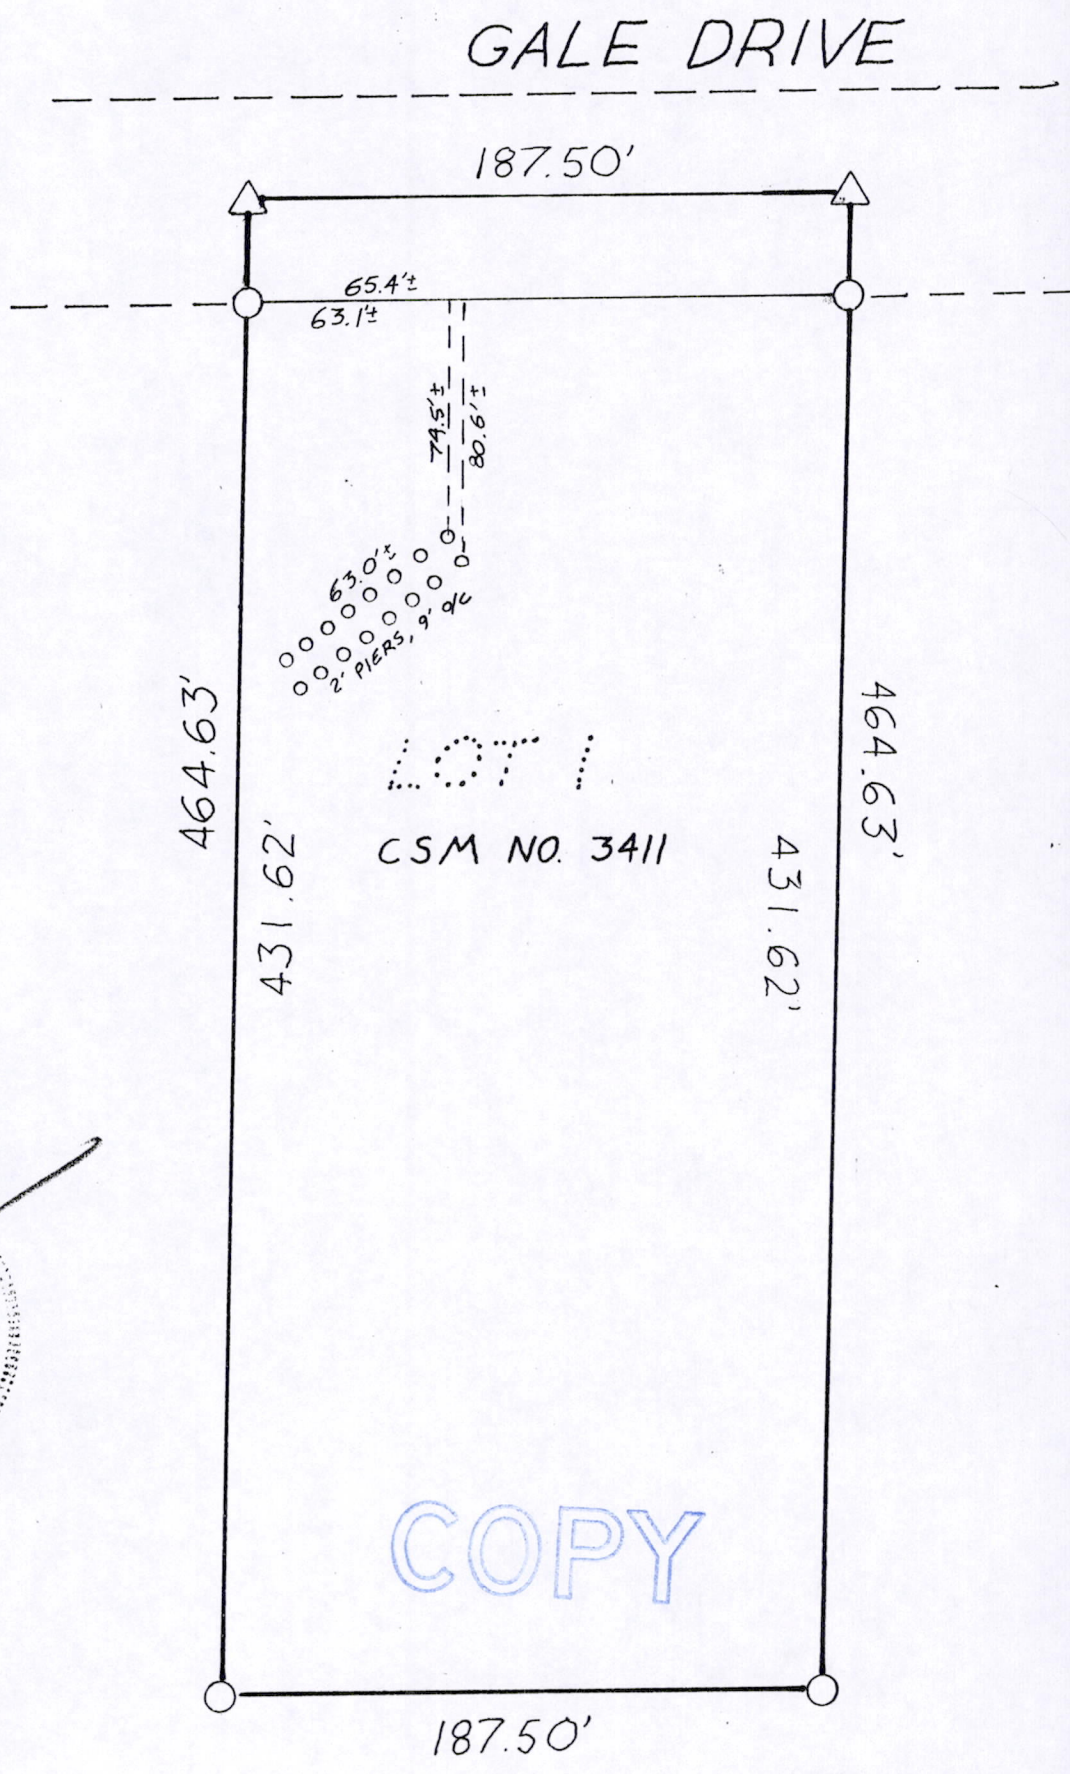 GALE DRIVE
187.50'
65.4'±
63.1'±
74.5'±
80.6'±
63.0'±
2' PIERS, 9' o/c
LOT 1
CSM NO. 3411
464.63'
431.62'
431.62'
464.63'
COPY
187.50'